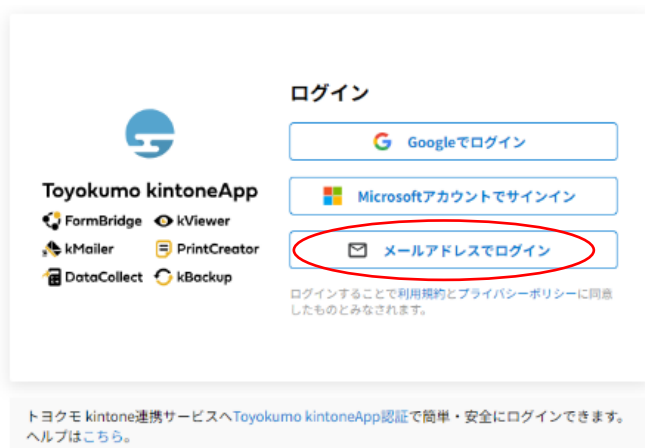 ログイン
Googleでログイン
Toyokumo kintoneApp
Microsoftアカウントでサインイン
FormBridge kViewer
kMailer PrintCreator
メールアドレスでログイン
DataCollect kBackup
ログインすることで利用規約とプライバシーポリシーに同意
したものとみなされます。
トヨクモ kintone連携サービスへToyokumo kintoneApp認証で簡単・安全にログインできます。
ヘルプはこちら。